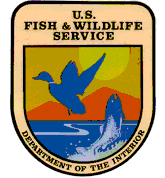 U.S.
FISH & WILDLIFE
SERVICE
DEPARTMENT OF THE INTERIOR